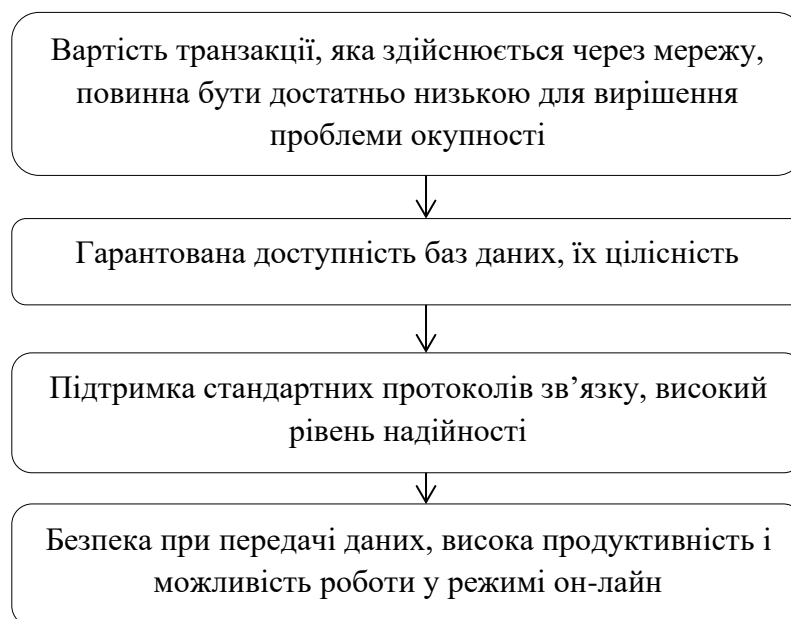 Вартість транзакції, яка здійснюється через мережу,
повинна бути достатньо низькою для вирішення
проблеми окупності
Гарантована доступність баз даних, їх цілісність
Підтримка стандартних протоколів зв’язку, високий
рівень надійності
Безпека при передачі даних, висока продуктивність і
можливість роботи у режимі он-лайн